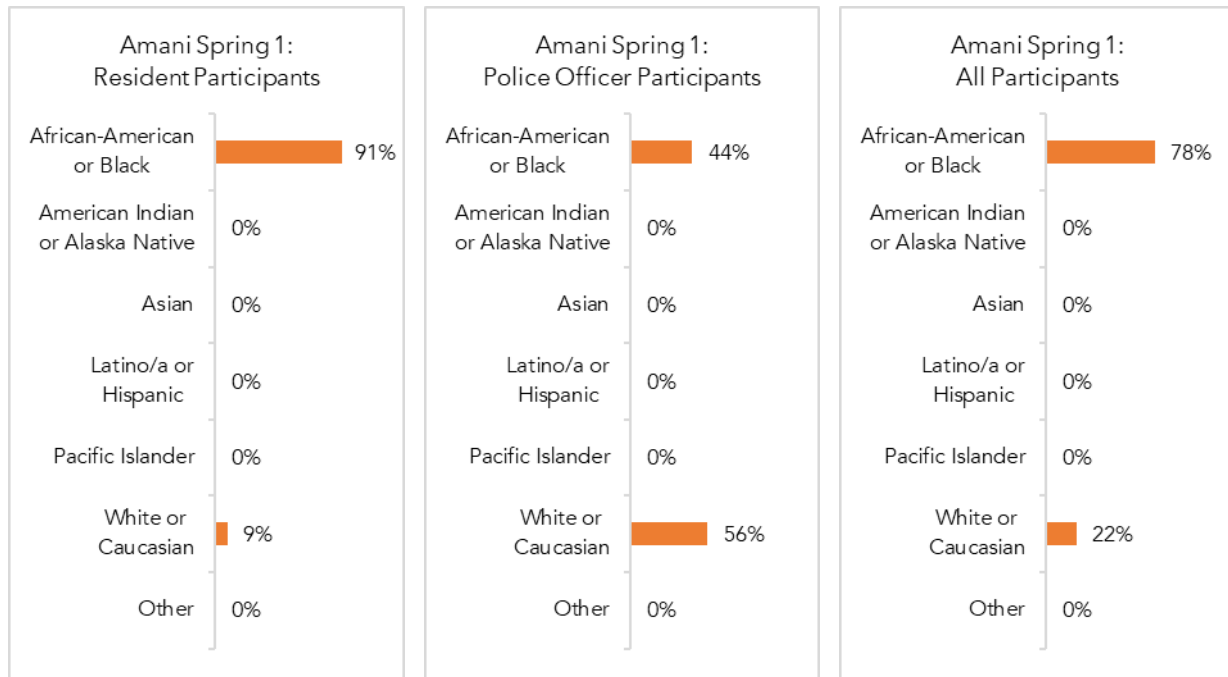 Amani Spring 1:
Resident Participants
African-American
or Black
91%
American Indian
or Alaska Native
0%
Asian
0%
Latino/a or
Hispanic
0%
Pacific Islander
0%
White or
Caucasian
9%
Other
0%
Amani Spring 1:
Police Officer Participants
African-American
or Black
44%
American Indian
or Alaska Native
0%
Asian
0%
Latino/a or
Hispanic
0%
Pacific Islander
0%
White or
Caucasian
56%
Other
0%
Amani Spring 1:
All Participants
African-American
or Black
78%
American Indian
or Alaska Native
0%
Asian
0%
Latino/a or
Hispanic
0%
Pacific Islander
0%
White or
Caucasian
22%
Other
0%